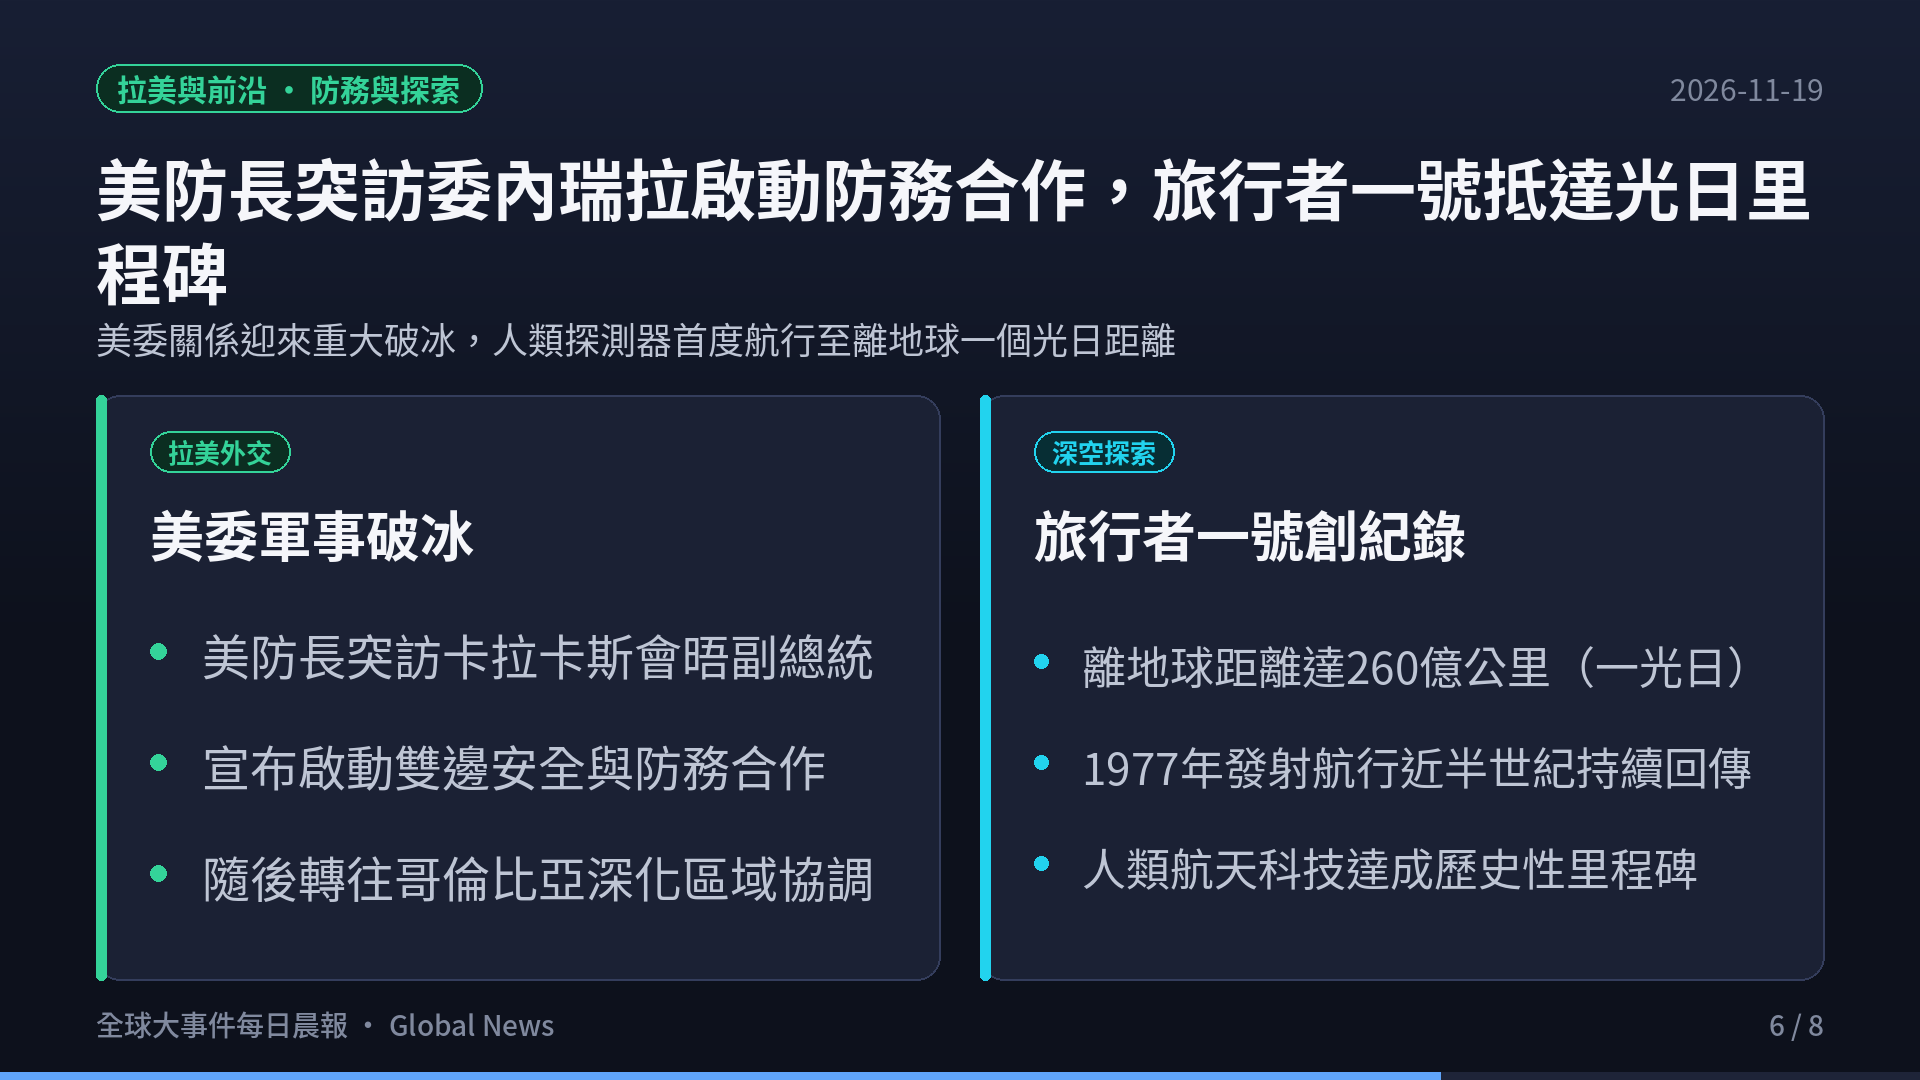 拉美與前沿 · 防務與探索
2026-11-19
美防長突訪委內瑞拉啟動防務合作，旅行者一號抵達光日里
程碑
美委關係迎來重大破冰，人類探測器首度航行至離地球一個光日距離
拉美外交
美委軍事破冰
美防長突訪卡拉卡斯會晤副總統
宣布啟動雙邊安全與防務合作
隨後轉往哥倫比亞深化區域協調
深空探索
旅行者一號創紀錄
離地球距離達260億公里（一光日）
1977年發射航行近半世紀持續回傳
人類航天科技達成歷史性里程碑
全球大事件每日晨報 · Global News
6 / 8